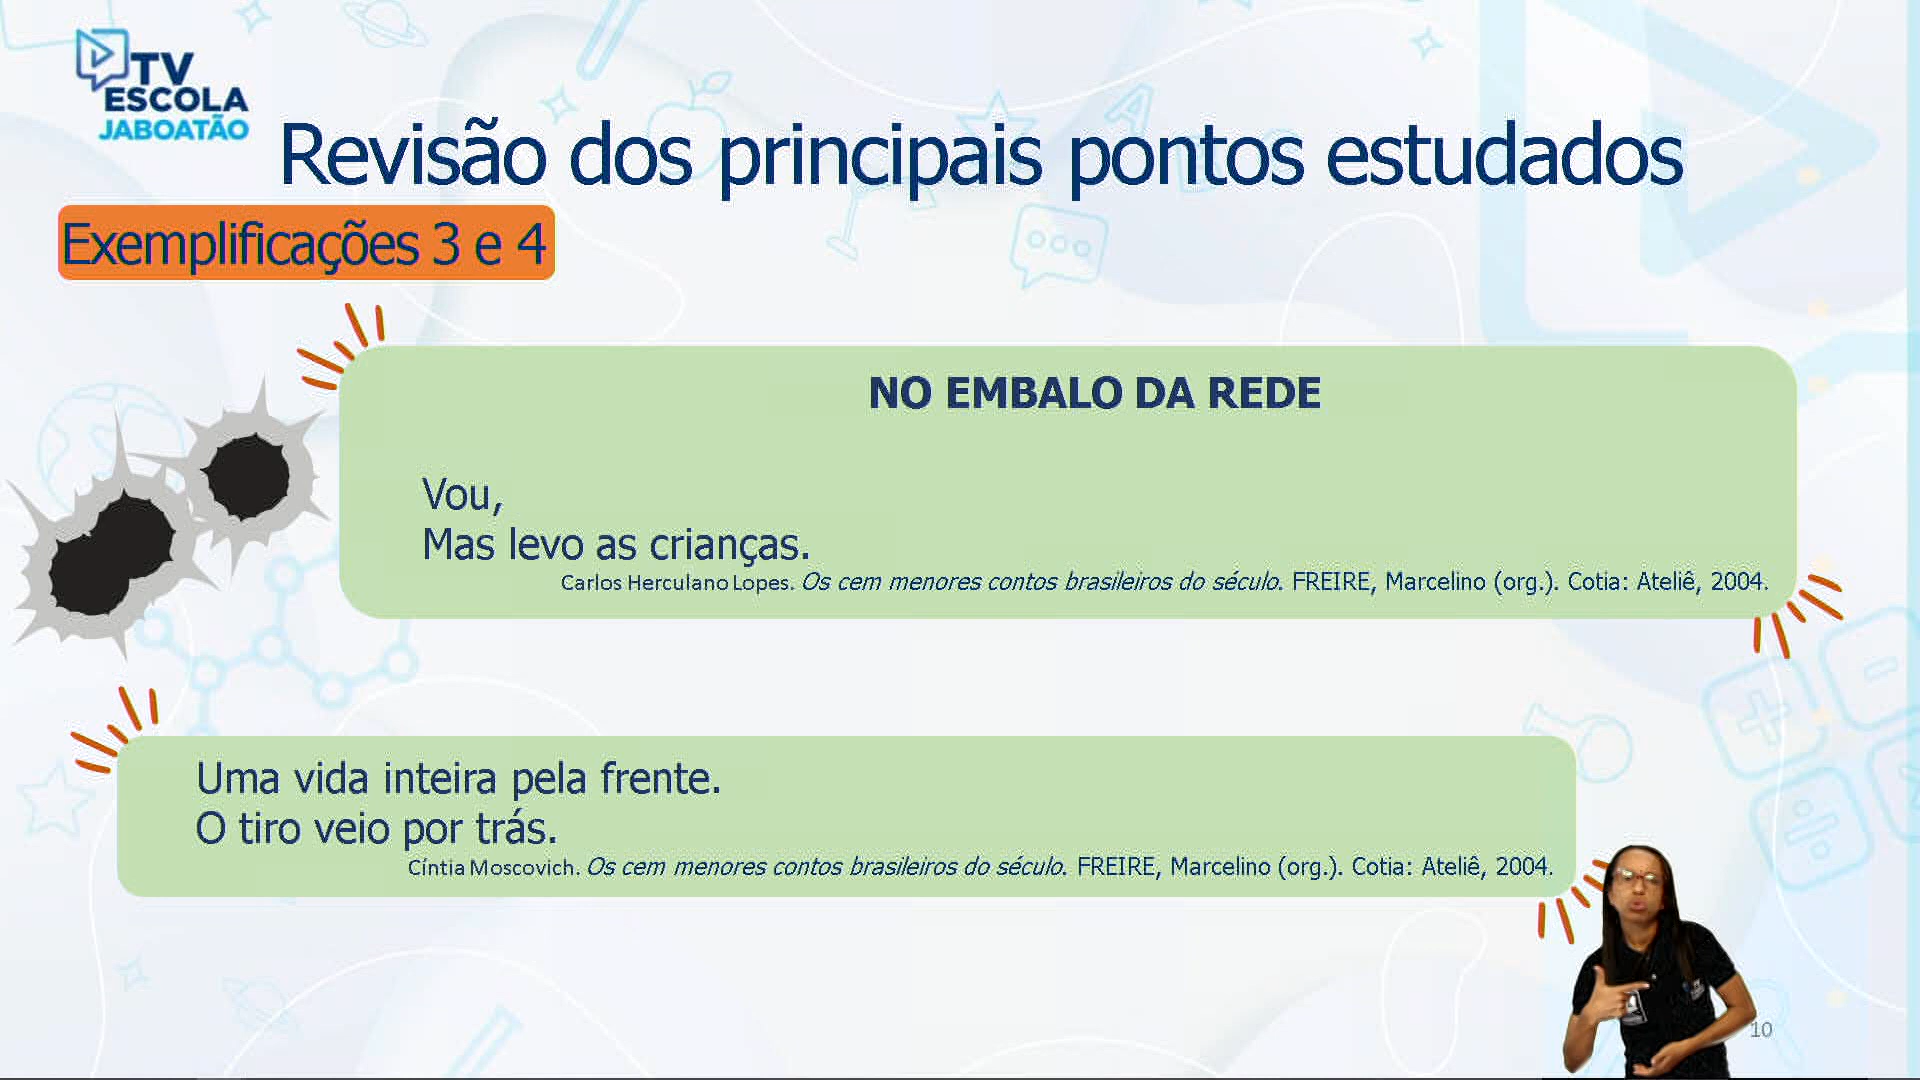 TV
ESCOLA
JABOATÃO
Revisão dos principais pontos estudados
Exemplificações 3 e 4
NO EMBALO DA REDE
Vou,
Mas levo as crianças.
Carlos Herculano Lopes. Os cem menores contos brasileiros do século. FREIRE, Marcelino (org.). Cotia: Ateliê, 2004.
Uma vida inteira pela frente.
O tiro veio por trás.
Cíntia Moscovich. Os cem menores contos brasileiros do século. FREIRE, Marcelino (org.). Cotia: Ateliê, 2004.
10